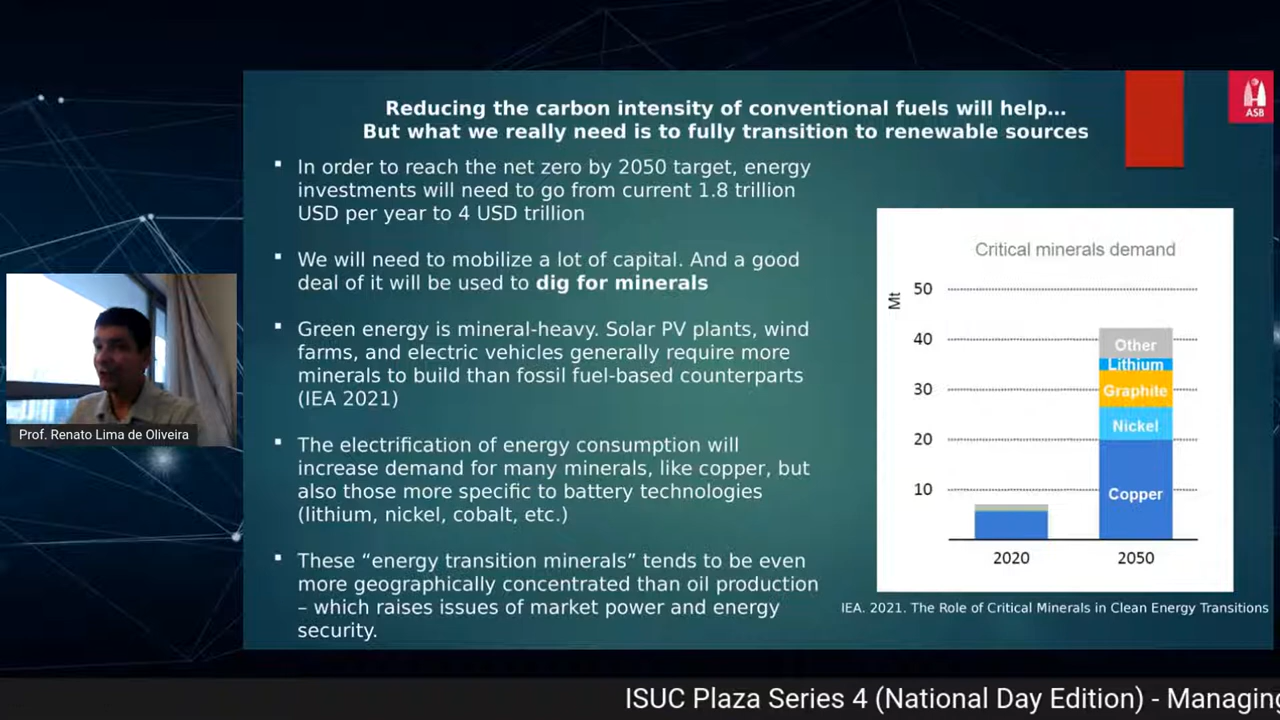 Reducing the carbon intensity of conventional fuels will help...
But what we really need is to fully transition to renewable sources
ASB
In order to reach the net zero by 2050 target, energy
investments will need to go from current 1.8 trillion
USD per year to 4 USD trillion
We will need to mobilize a lot of capital. And a good
deal of it will be used to dig for minerals
Green energy is mineral-heavy. Solar PV plants, wind
farms, and electric vehicles generally require more
minerals to build than fossil fuel-based counterparts
(IEA 2021)
The electrification of energy consumption will
increase demand for many minerals, like copper, but
also those more specific to battery technologies
(lithium, nickel, cobalt, etc.)
These “energy transition minerals” tends to be even
more geographically concentrated than oil production
– which raises issues of market power and energy
security.
Critical minerals demand
Mt
50
40
30
20
10
Other
Lithium
Graphite
Nickel
Copper
2020
2050
IEA. 2021. The Role of Critical Minerals in Clean Energy Transitions
Prof. Renato Lima de Oliveira
ISUC Plaza Series 4 (National Day Edition) - Managing